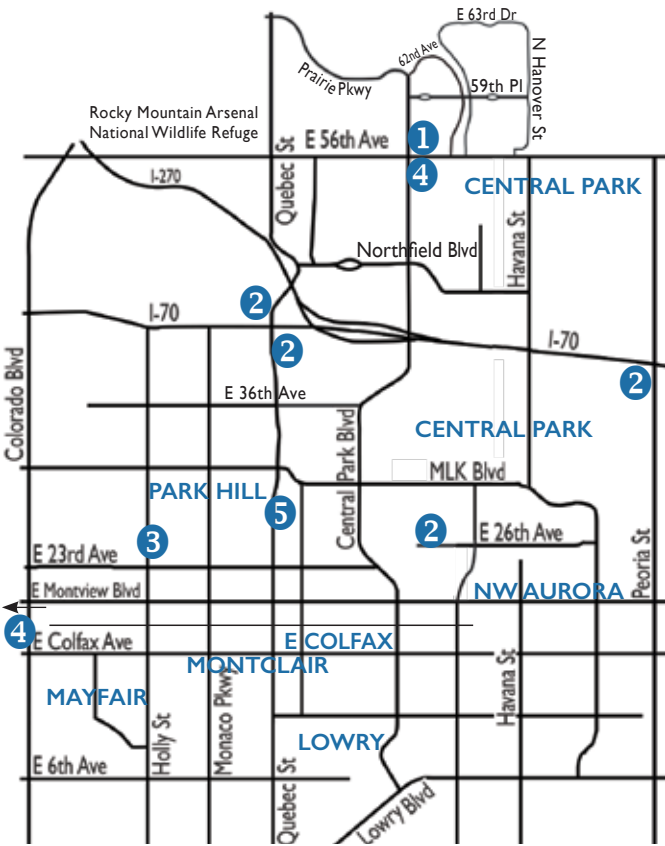 E 63rd Dr
62nd Ave
N Hanover St
Prairie Pkwy
59th Pl
Rocky Mountain Arsenal
National Wildlife Refuge
Quebec St
E 56th Ave
1
4
CENTRAL PARK
I-270
Northfield Blvd
Havana St
2
I-70
2
I-70
2
Colorado Blvd
E 36th Ave
Central Park Blvd
CENTRAL PARK
MLK Blvd
PARK HILL
5
3
2
E 26th Ave
Peoria St
E 23rd Ave
E Montview Blvd
NW AURORA
4
E Colfax Ave
E COLFAX
MONTCLAIR
MAYFAIR
Holly St
Monaco Pkwy
Havana St
LOWRY
E 6th Ave
Quebec St
Lowry Blvd